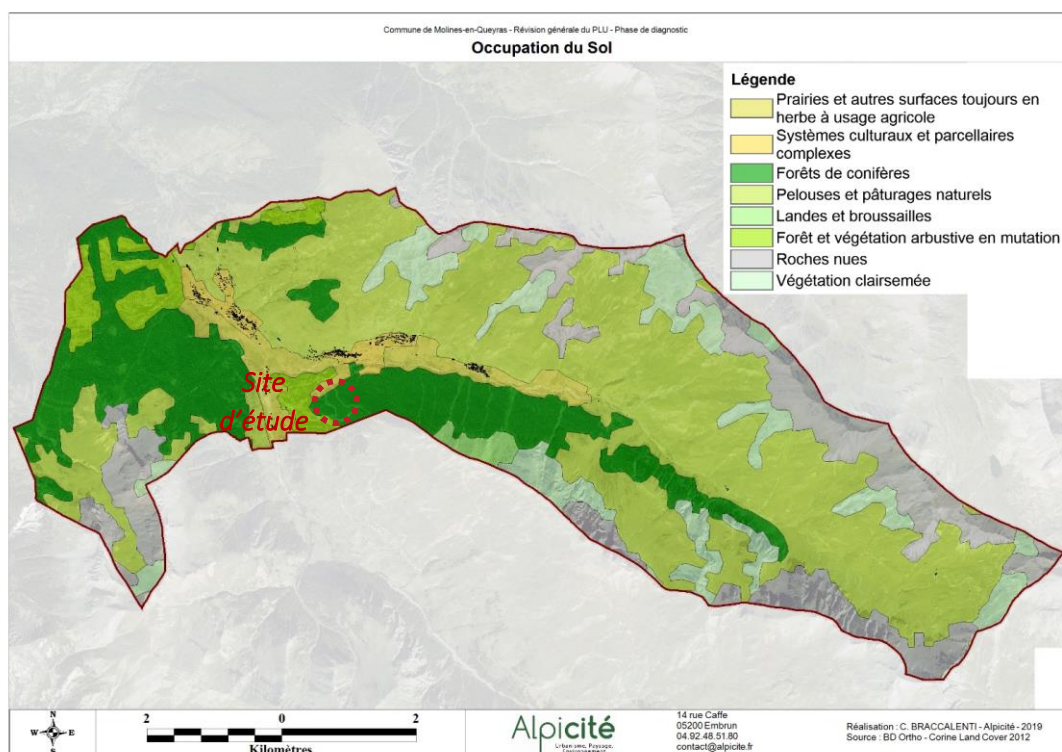 Commune de Molines-en-Queyras - Révision générale du PLU - Phase de diagnostic
Occupation du Sol
Légende
Prairies et autres surfaces toujours en
herbe à usage agricole
Systèmes culturaux et parcellaires
complexes
Forêts de conifères
Pelouses et pâturages naturels
Landes et broussailles
Forêt et végétation arbustive en mutation
Roches nues
Végétation clairsemée
Site
d'étude
N
W E
S
2 0 2
Kilomètres
Alpicité
Urbanisme, Paysage,
Environnement
14 rue Caffe
05200 Embrun
04.92.48.51.80
contact@alpicite.fr
Réalisation : C. BRACCALENTI - Alpicité - 2019
Source : BD Ortho - Corine Land Cover 2012